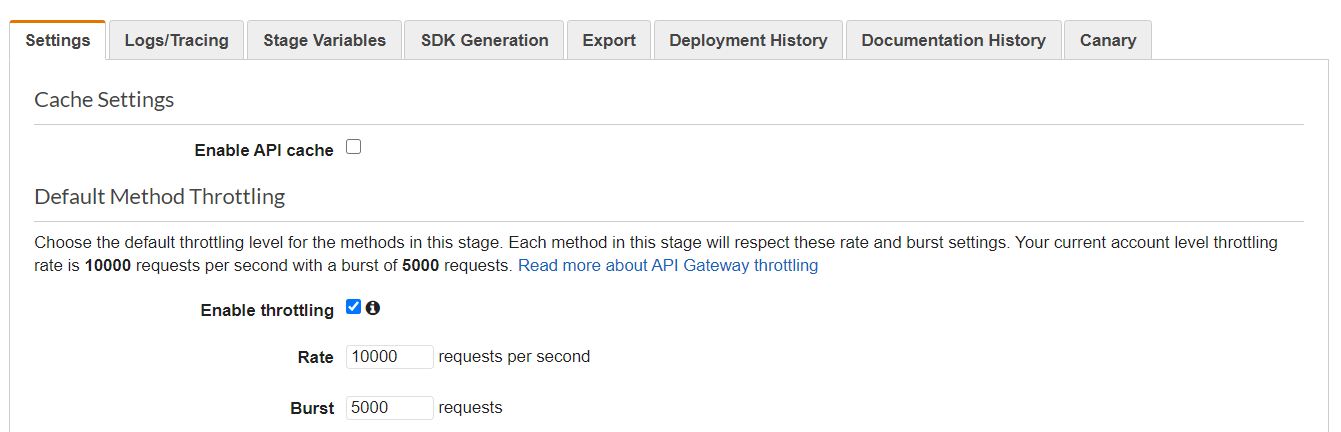 Settings
Logs/Tracing
Stage Variables
SDK Generation
Export
Deployment History
Documentation History
Canary
Cache Settings
Enable API cache
Default Method Throttling
Choose the default throttling level for the methods in this stage. Each method in this stage will respect these rate and burst settings. Your current account level throttling
rate is 10000 requests per second with a burst of 5000 requests. Read more about API Gateway throttling
Enable throttling
Rate 10000 requests per second
Burst 5000 requests